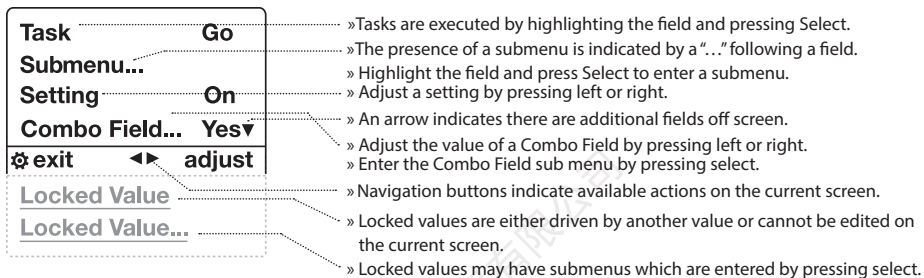 Task Go
Submenu...
Setting On
Combo Field... Yes▾
⚙ exit ◄► adjust
Locked Value
Locked Value...
»Tasks are executed by highlighting the field and pressing Select.
»The presence of a submenu is indicated by a “…” following a field.
» Highlight the field and press Select to enter a submenu.
» Adjust a setting by pressing left or right.
» An arrow indicates there are additional fields off screen.
» Adjust the value of a Combo Field by pressing left or right.
» Enter the Combo Field sub menu by pressing select.
»Navigation buttons indicate available actions on the current screen.
» Locked values are either driven by another value or cannot be edited on
the current screen.
» Locked values may have submenus which are entered by pressing select.
有限公司